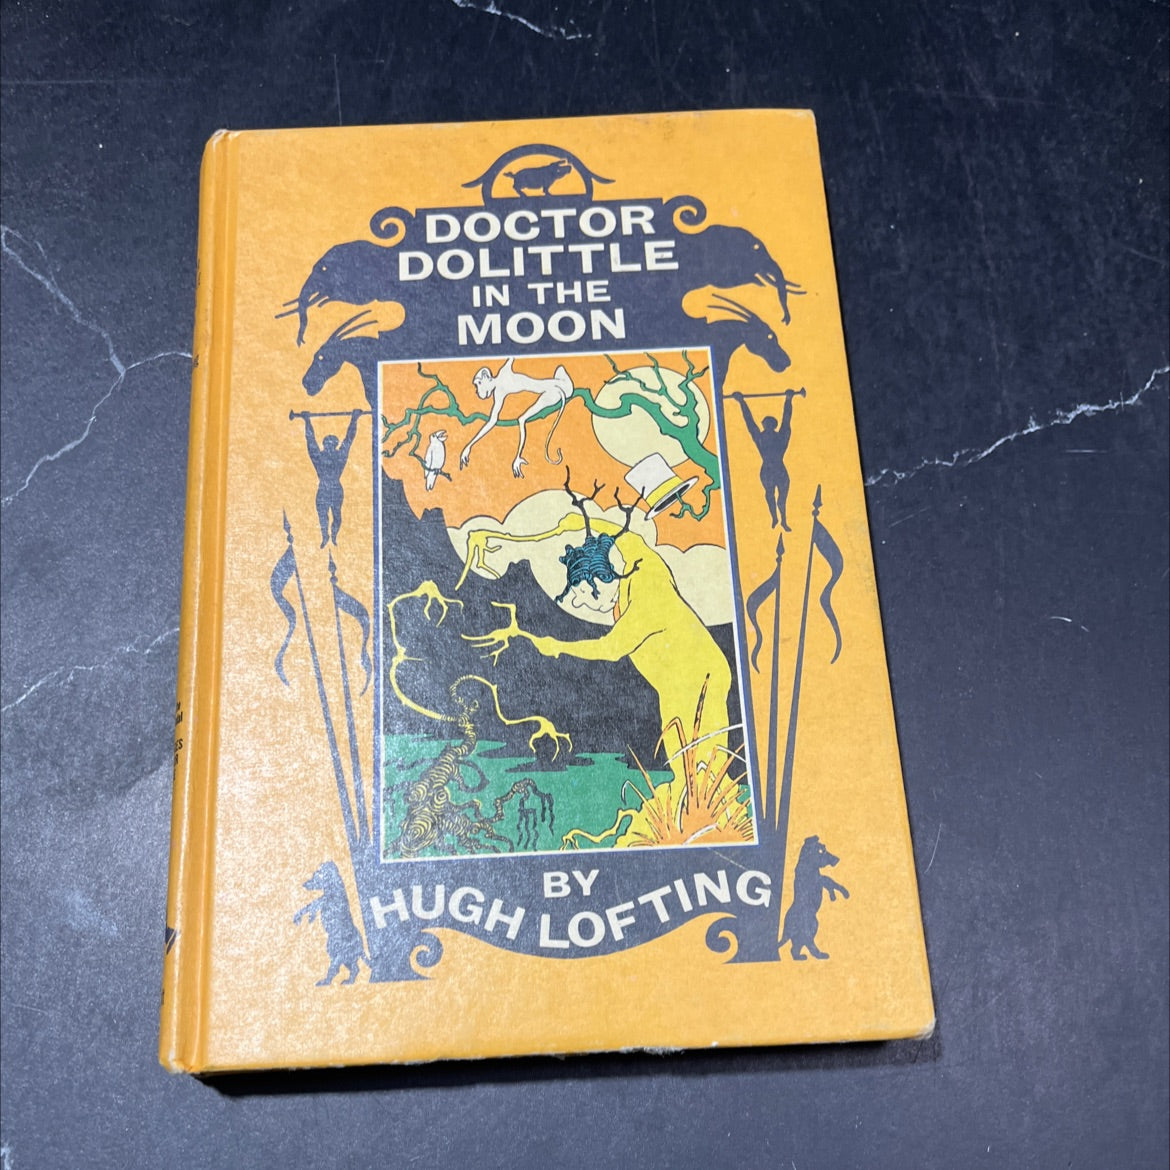 DOCTOR
DOLITTLE
IN THE
MOON
BY
HUGH LOFTING